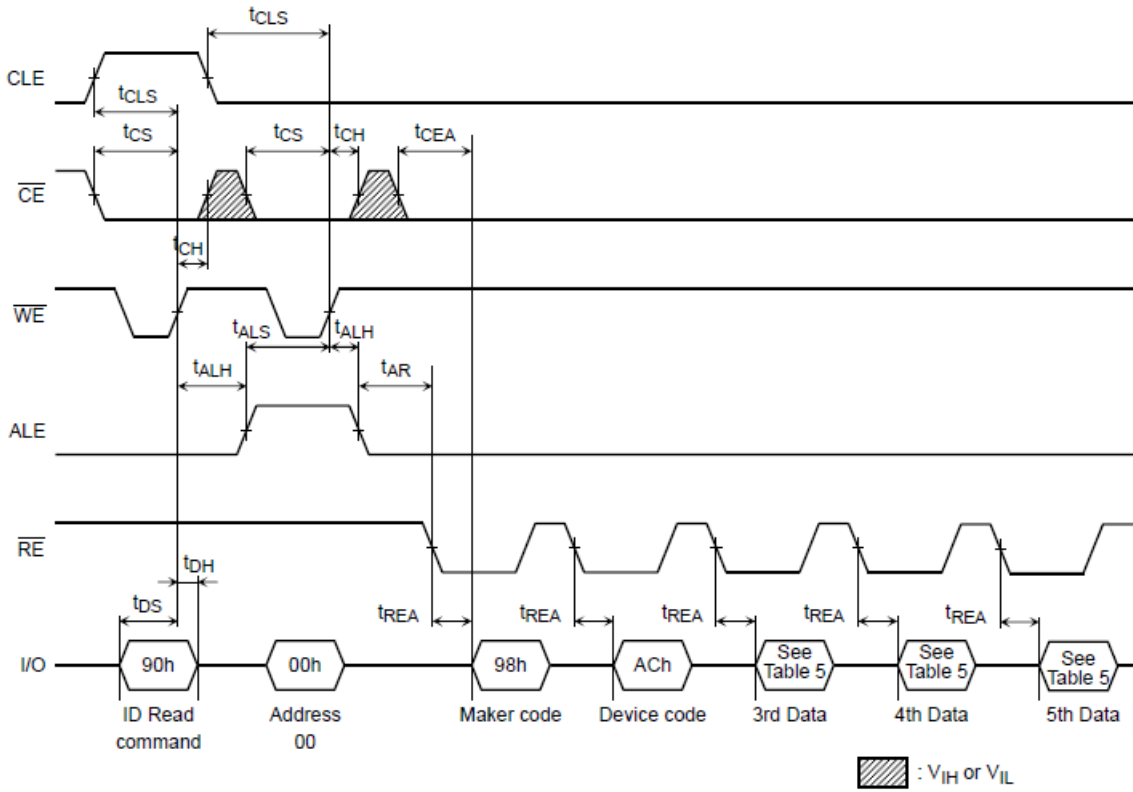 tCLS
CLE
tCLS
tCS
tCS
tCH
tCEA
CE
tCH
WE
tALS
tALH
tALH
tAR
ALE
RE
tDH
tDS
tREA
tREA
tREA
tREA
tREA
I/O
90h
00h
98h
ACh
See
Table 5
See
Table 5
See
Table 5
ID Read
command
Address
00
Maker code
Device code
3rd Data
4th Data
5th Data
: VIH or VIL